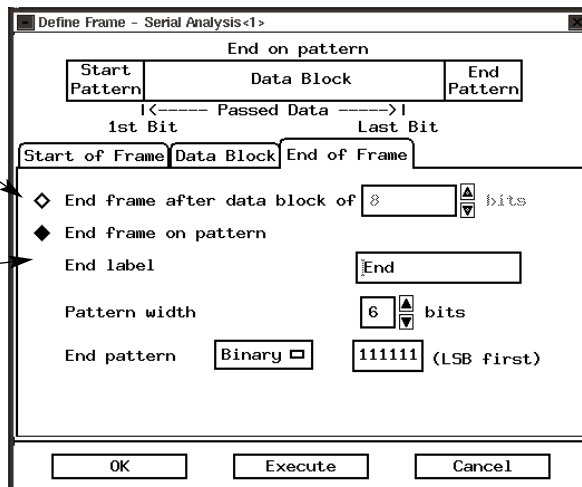 Define Frame - Serial Analysis<1>
End on pattern
Start Pattern
Data Block
End Pattern
|<----- Passed Data ----->|
1st Bit Last Bit
Start of Frame Data Block End of Frame
End frame after data block of 8 bits
End frame on pattern
End label End
Pattern width 6 bits
End pattern Binary 111111 (LSB first)
OK Execute Cancel